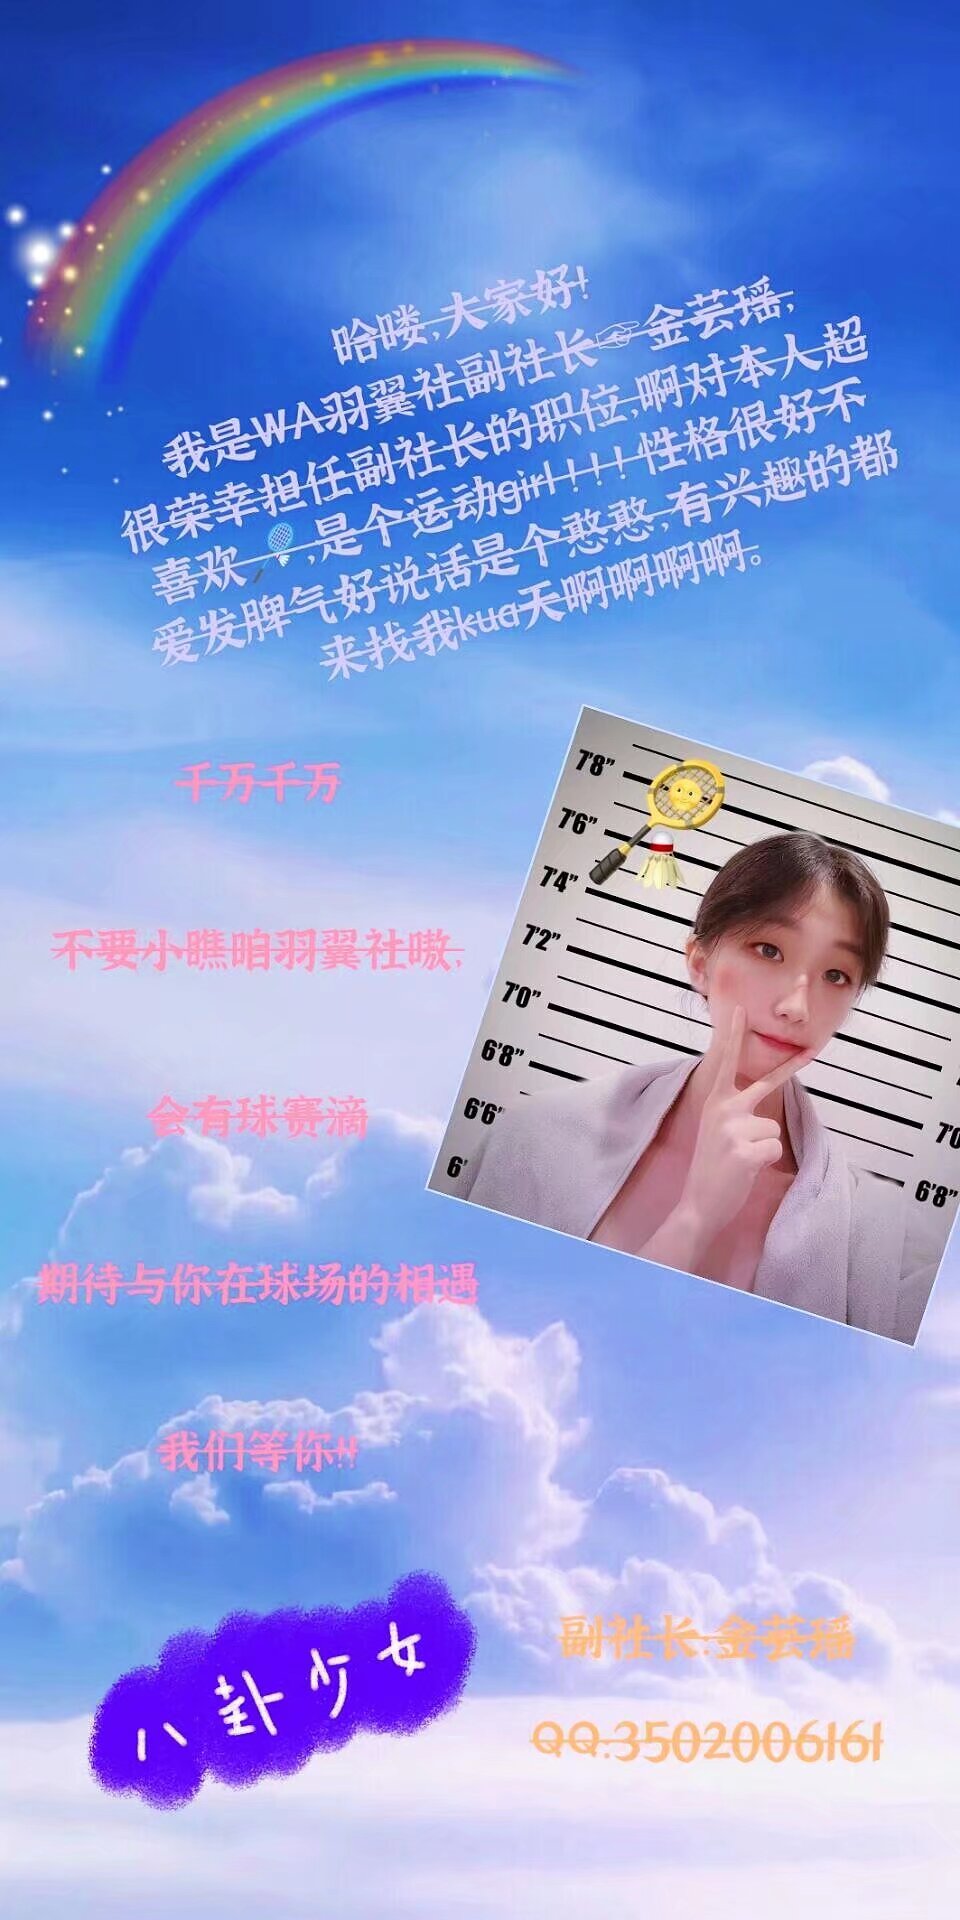 哈喽,大家好!
我是WA羽翼社副社长☞金芸瑶,
很荣幸担任副社长的职位,啊对本人超
喜欢🏸,是个运动girl！！！性格很好不
爱发脾气好说话是个憨憨,有兴趣的都
来找我kua天啊啊啊啊。
千万千万
不要小瞧咱羽翼社嗷,
会有球赛滴
期待与你在球场的相遇
我们等你!!
7'8"
7'6"
7'4"
7'2"
7'0"
6'8"
6'6"
6'
7'0
6'8"
八卦少女
副社长:金芸瑶
QQ:3502006161